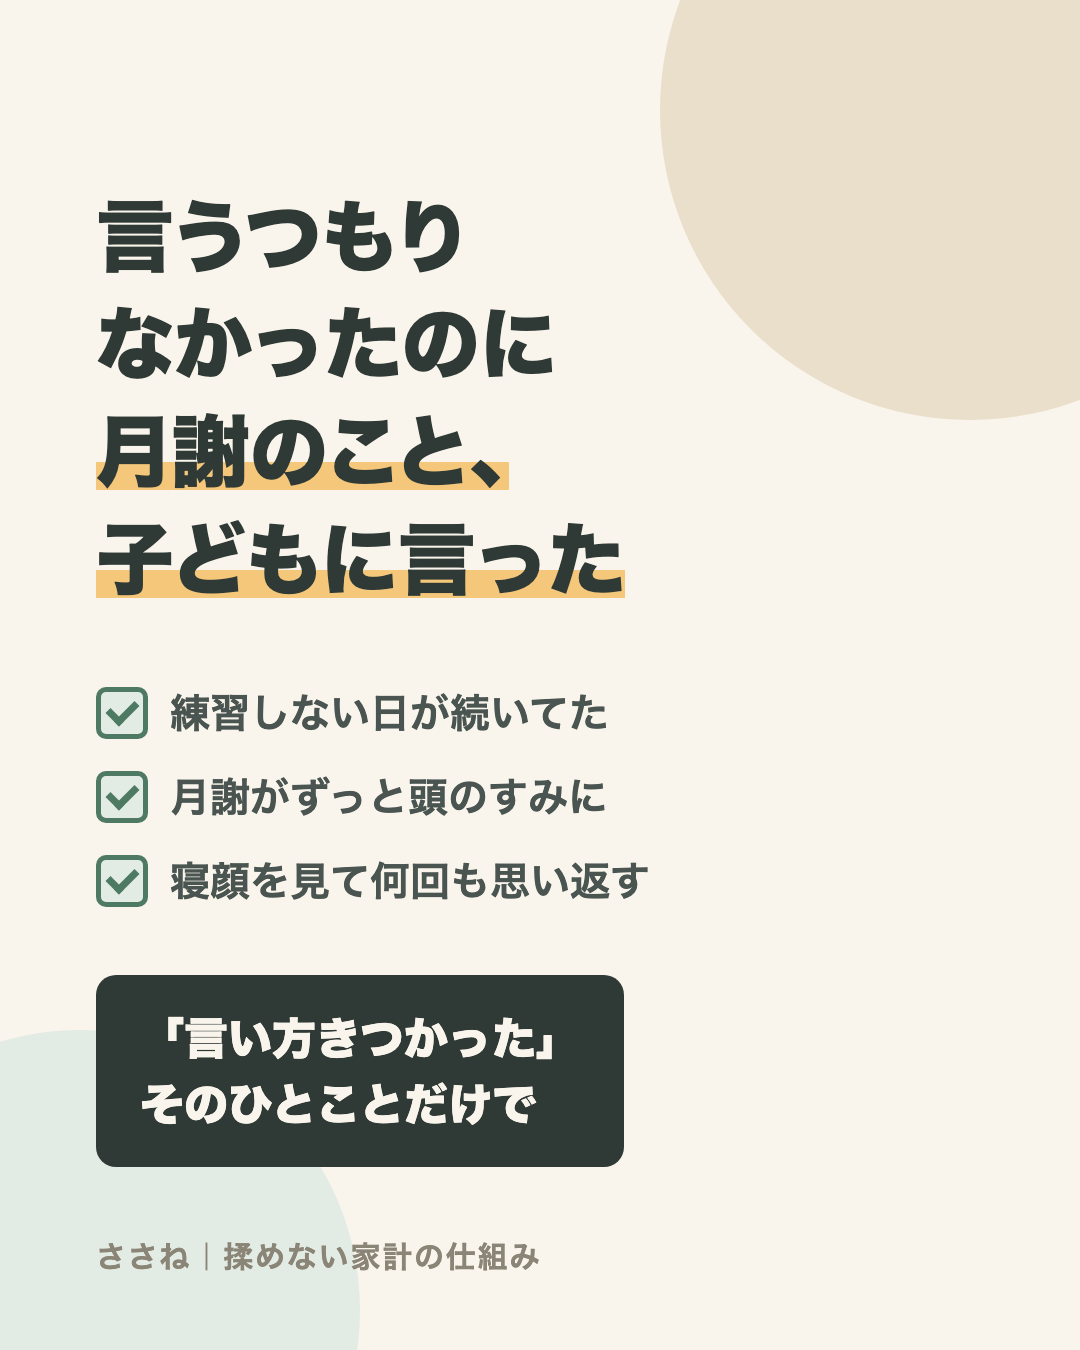 言うつもり
なかったのに
月謝のこと、
子どもに言った
練習しない日が続いてた
月謝がずっと頭のすみに
寝顔を見て何回も思い返す
「言い方きつかった」
そのひとことだけで
ささね｜揉めない家計の仕組み